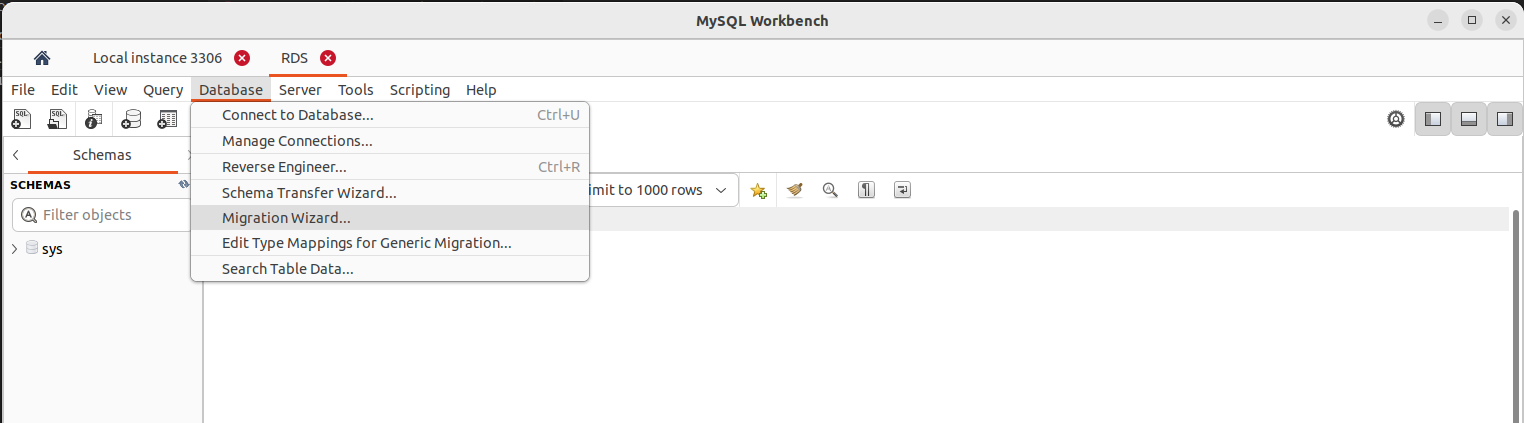 MySQL Workbench
Local instance 3306
RDS
File Edit View Query Database Server Tools Scripting Help
Connect to Database... Ctrl+U
Manage Connections...
Schemas
Reverse Engineer... Ctrl+R
SCHEMAS
Schema Transfer Wizard...
imit to 1000 rows
Filter objects
Migration Wizard...
Edit Type Mappings for Generic Migration...
sys
Search Table Data...